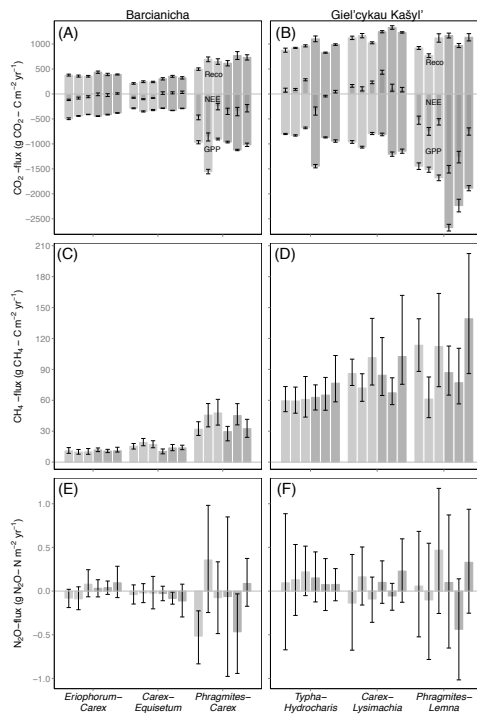 Barcianicha
Giel'cykau Kašyl'
(A)
(B)
CO2 −flux (g CO2 − C m−2 yr−1)
1000
500
0
−500
−1000
−1500
−2000
−2500
Reco
NEE
GPP
Reco
NEE
GPP
(C)
(D)
CH4 −flux (g CH4 − C m−2 yr−1)
210
180
150
120
90
60
30
0
(E)
(F)
N2O−flux (g N2O−N m−2 yr−1)
1.0
0.5
0.0
−0.5
−1.0
Eriophorum−
Carex
Carex−
Equisetum
Phragmites−
Carex
Typha−
Hydrocharis
Carex−
Lysimachia
Phragmites−
Lemna